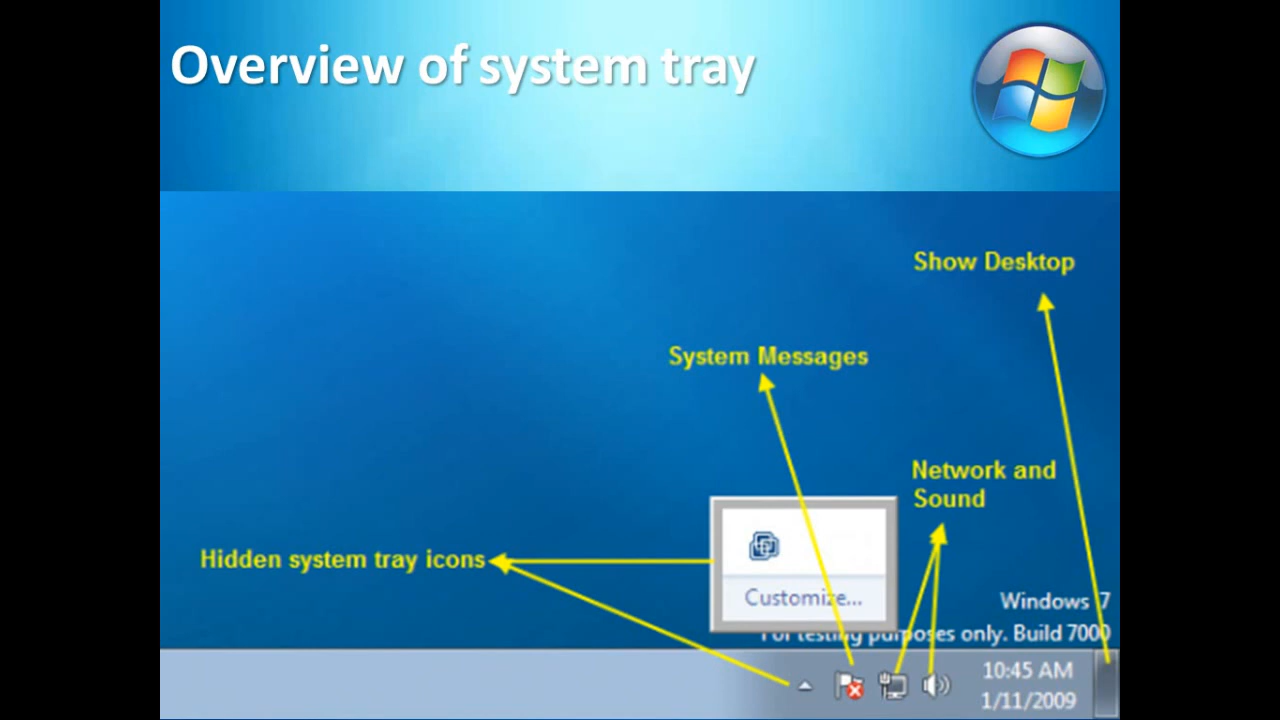 Overview of system tray
Show Desktop
System Messages
Network and
Sound
Hidden system tray icons
Customize...
Windows 7
For testing purposes only. Build 7000
10:45 AM
1/11/2009